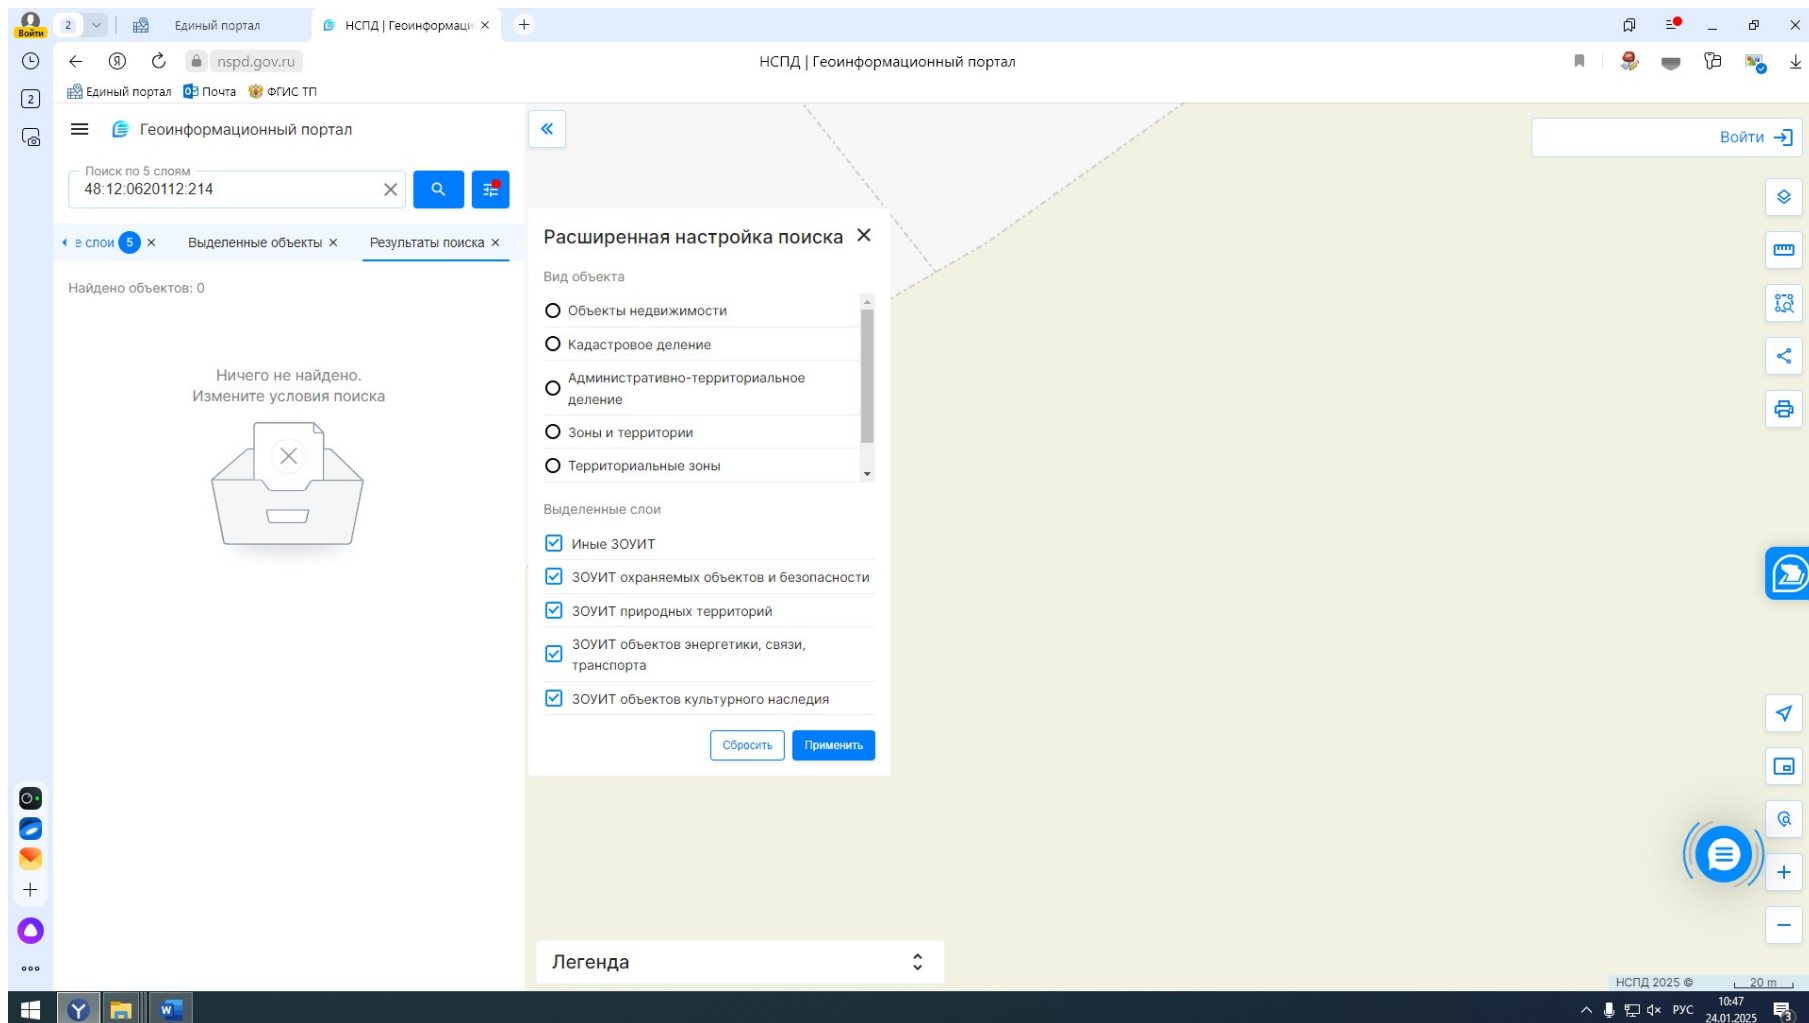 Войти
2
Единый портал
НСПД | Геоинформаци
nspd.gov.ru
НСПД | Геоинформационный портал
2
Единый портал
Почта
ФГИС ТП
Геоинформационный портал
Войти
Поиск по 5 слоям
48:12:0620112:214
е слои 5
Выделенные объекты
Результаты поиска
Найдено объектов: 0
Ничего не найдено.
Измените условия поиска
Расширенная настройка поиска
Вид объекта
Объекты недвижимости
Кадастровое деление
Административно-территориальное
деление
Зоны и территории
Территориальные зоны
Выделенные слои
Иные ЗОУИТ
ЗОУИТ охраняемых объектов и безопасности
ЗОУИТ природных территорий
ЗОУИТ объектов энергетики, связи,
транспорта
ЗОУИТ объектов культурного наследия
Сбросить
Применить
Легенда
НСПД 2025 ©
20 m
РУС
10:47
24.01.2025
3